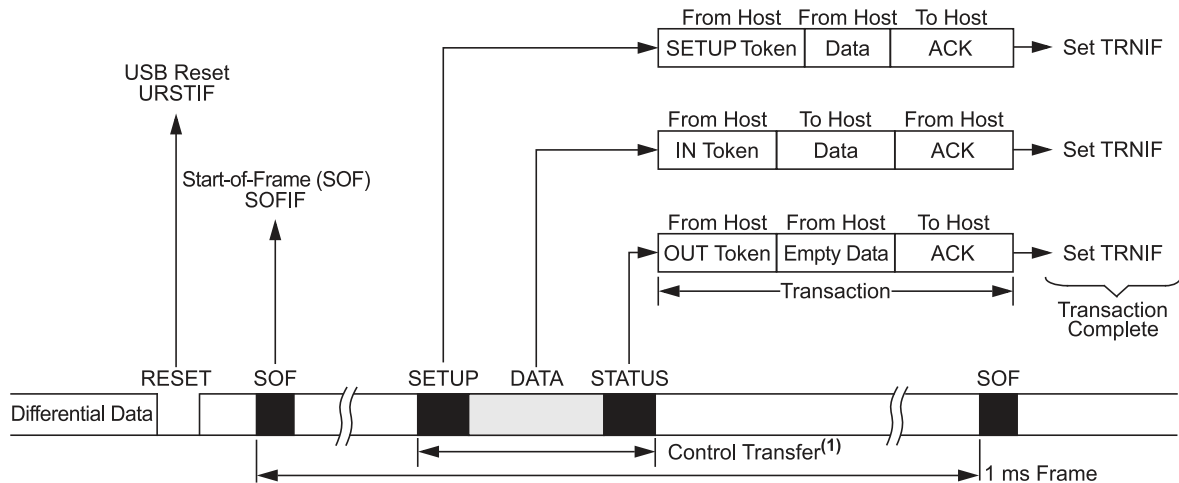 From Host From Host To Host
SETUP Token Data ACK Set TRNIF
USB Reset
URSTIF
From Host To Host From Host
IN Token Data ACK Set TRNIF
Start-of-Frame (SOF)
SOFIF
From Host From Host To Host
OUT Token Empty Data ACK Set TRNIF
Transaction
Transaction
Complete
RESET SOF SETUP DATA STATUS SOF
Differential Data
Control Transfer(1)
1 ms Frame